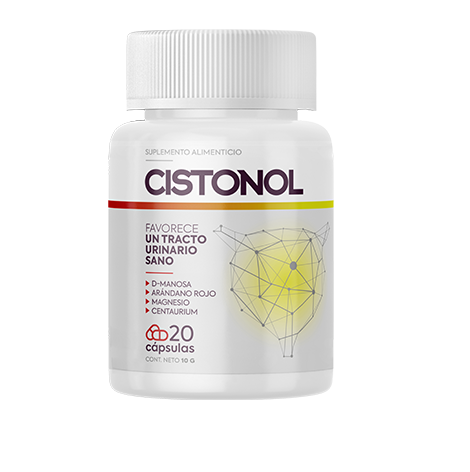 SUPLEMENTO ALIMENTICIO
CISTONOL
FAVORECE
UN TRACTO
URINARIO
SANO
D-MANOSA
ARÁNDANO ROJO
MAGNESIO
CENTAURIUM
20
cápsulas
CONT. NETO 10 G